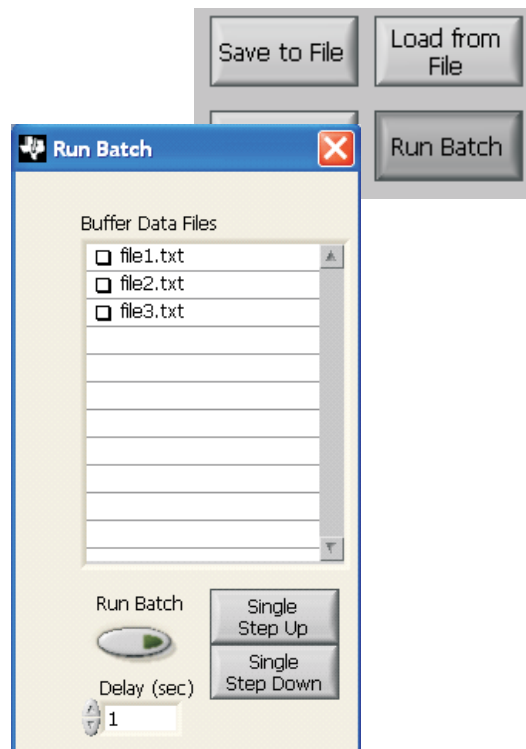 Save to File
Load from
File
Run Batch
Run Batch
Buffer Data Files
file1.txt
file2.txt
file3.txt
Run Batch
Single
Step Up
Single
Step Down
Delay (sec)
1